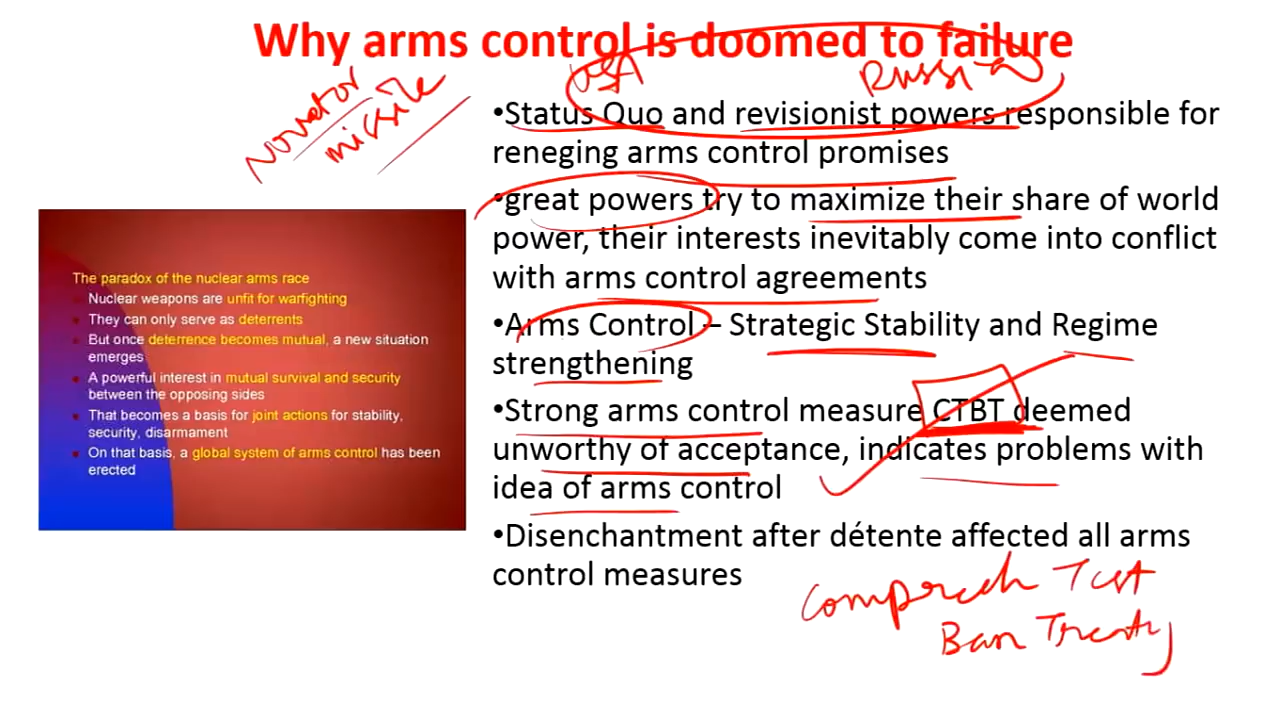 Why arms control is doomed to failure
USA
Russia
Novator
missile
•Status Quo and revisionist powers responsible for
reneging arms control promises
•great powers try to maximize their share of world
power, their interests inevitably come into conflict
with arms control agreements
•Arms Control – Strategic Stability and Regime
strengthening
•Strong arms control measure CTBT deemed
unworthy of acceptance, indicates problems with
idea of arms control
•Disenchantment after détente affected all arms
control measures
Compreh Test
Ban Treaty
The paradox of the nuclear arms race
Nuclear weapons are unfit for warfighting
They can only serve as deterrents
But once deterrence becomes mutual, a new situation
emerges
A powerful interest in mutual survival and security
between the opposing sides
That becomes a basis for joint actions for stability,
security, disarmament
On that basis, a global system of arms control has been
erected